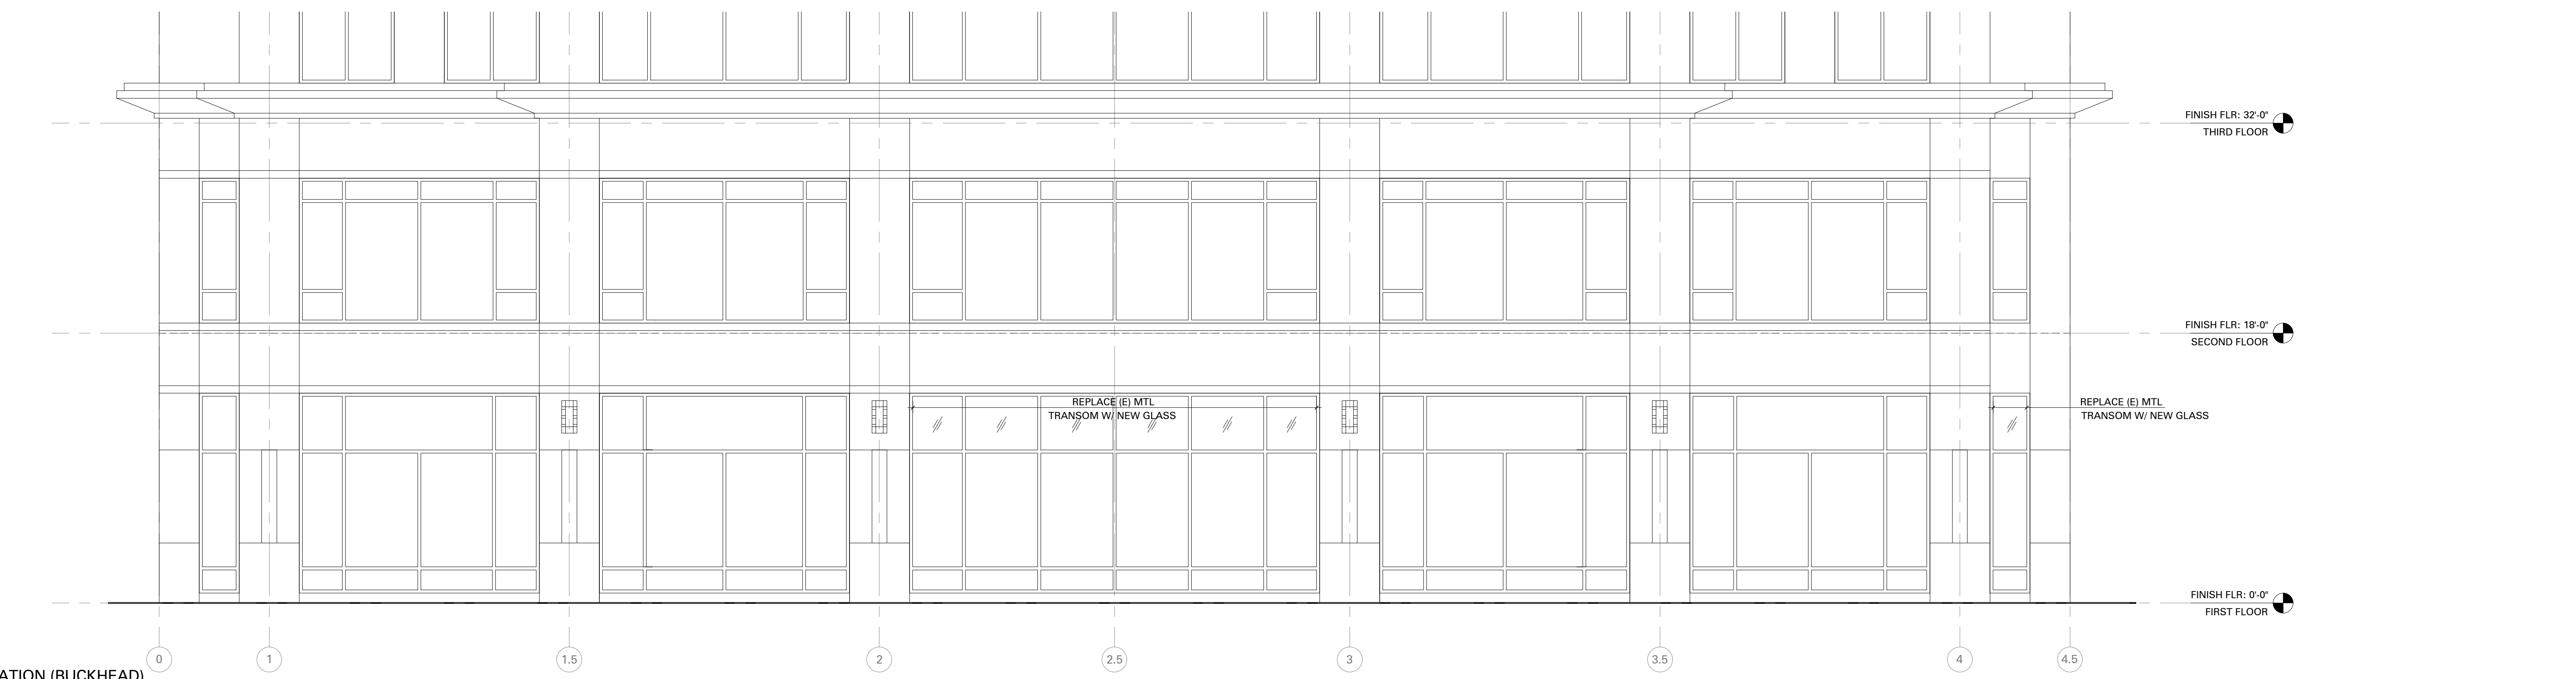 FINISH FLR: 32'-0"
THIRD FLOOR
FINISH FLR: 18'-0"
SECOND FLOOR
REPLACE (E) MTL
TRANSOM W/ NEW GLASS
REPLACE (E) MTL
TRANSOM W/ NEW GLASS
FINISH FLR: 0'-0"
FIRST FLOOR
0 1 1.5 2 2.5 3 3.5 4 4.5
ATION (BUCKHEAD)